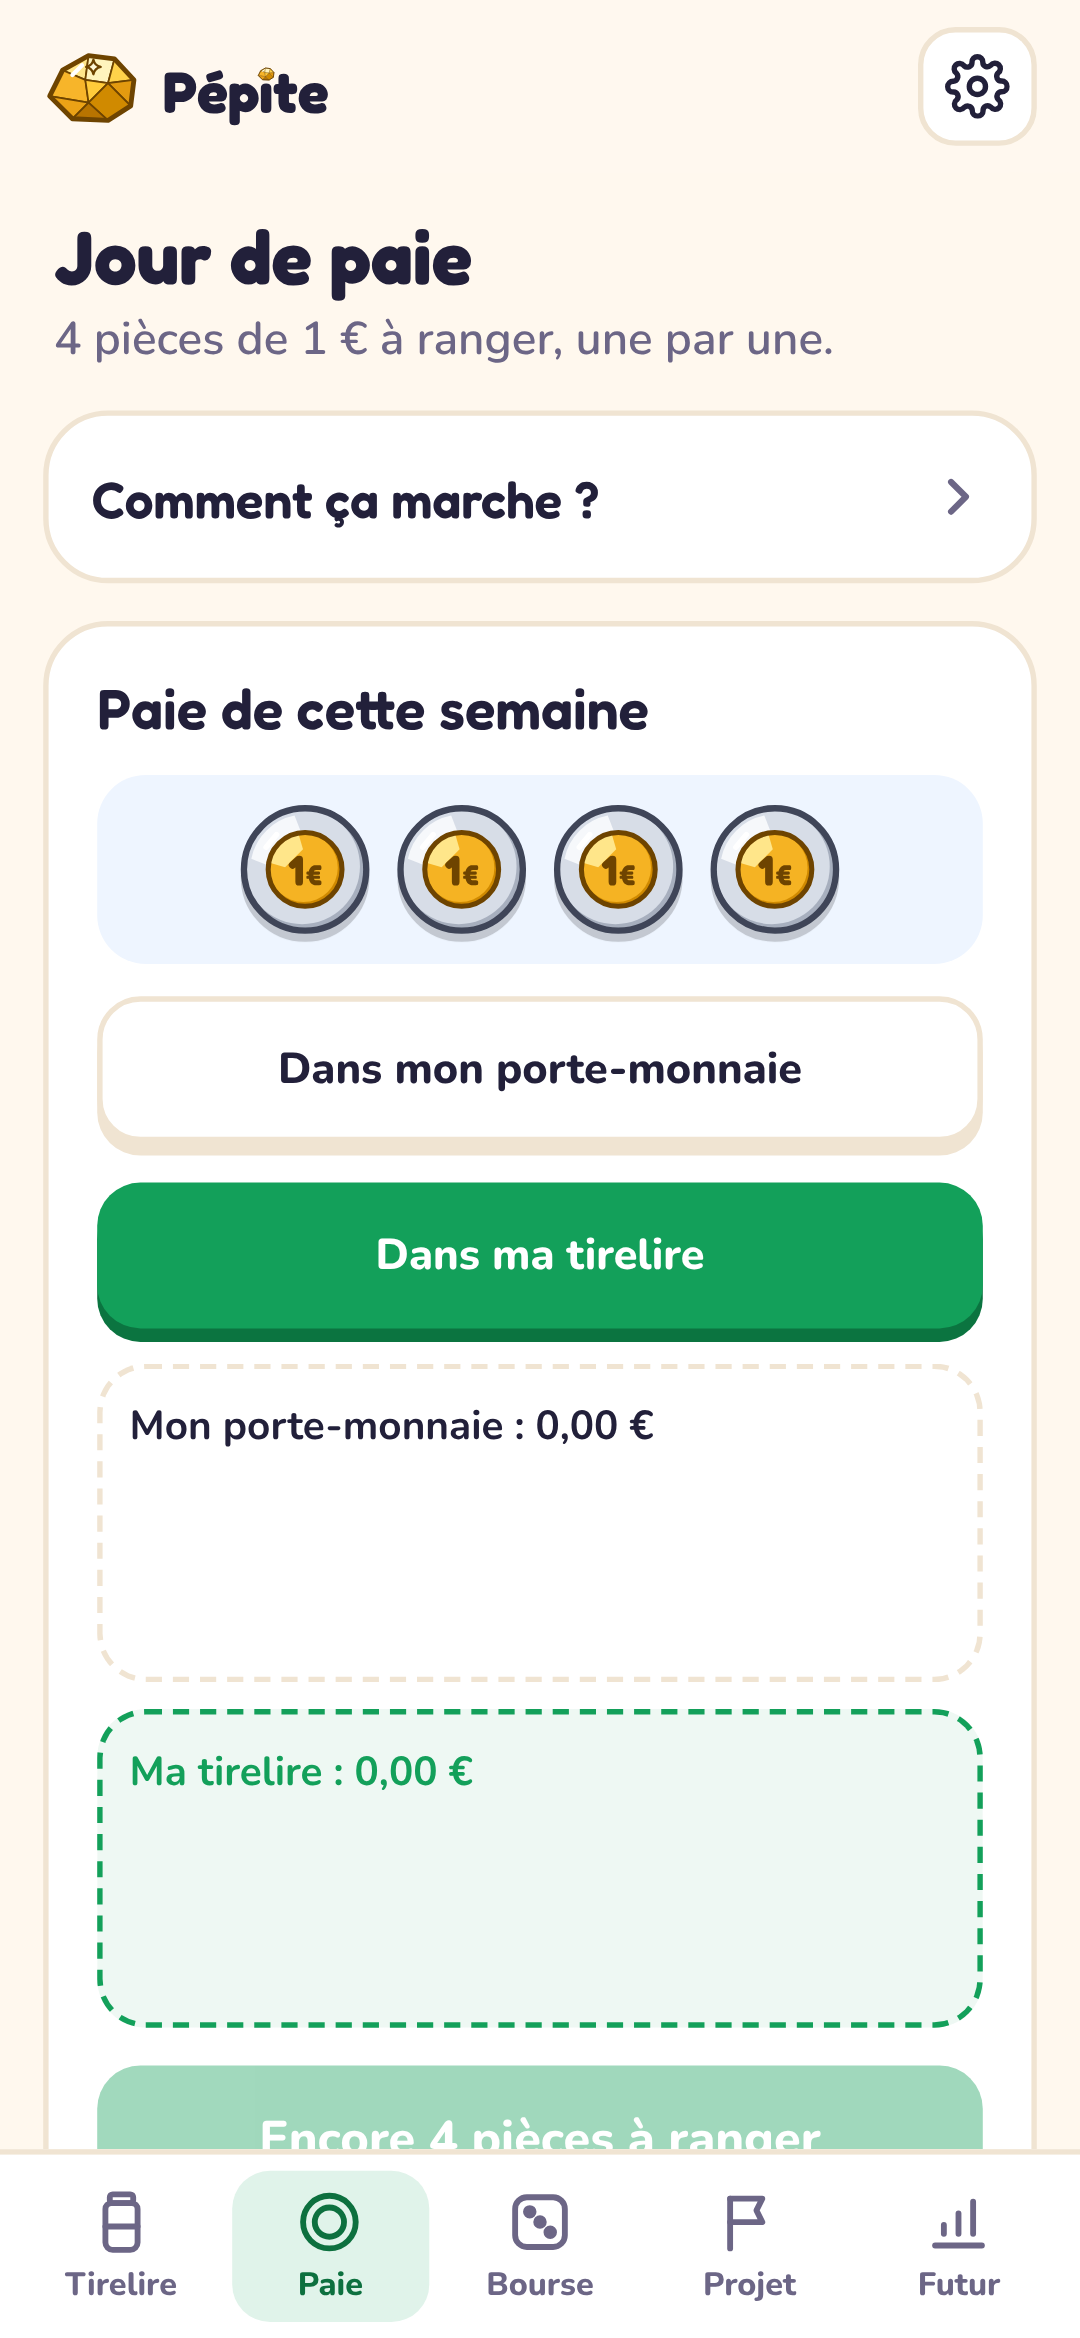 Pépite
Jour de paie
4 pièces de 1 € à ranger, une par une.
Comment ça marche ?
Paie de cette semaine
1€ 1€ 1€ 1€
Dans mon porte-monnaie
Dans ma tirelire
Mon porte-monnaie : 0,00 €
Ma tirelire : 0,00 €
Encore 4 pièces à ranger
Tirelire Paie Bourse Projet Futur